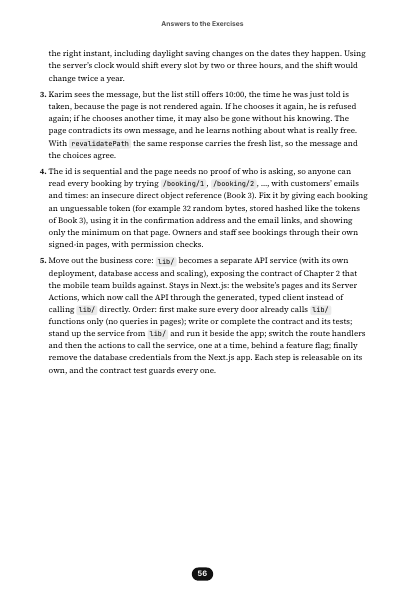 Answers to the Exercises
the right instant, including daylight saving changes on the dates they happen. Using
the server's clock would shift every slot by two or three hours, and the shift would
change twice a year.
3. Karim sees the message, but the list still offers 10:00, the time he was just told is
taken, because the page is not rendered again. If he chooses it again, he is refused
again; if he chooses another time, it may also be gone without his knowing. The
page contradicts its own message, and he learns nothing about what is really free.
With revalidatePath the same response carries the fresh list, so the message and
the choices agree.
4. The id is sequential and the page needs no proof of who is asking, so anyone can
read every booking by trying /booking/1, /booking/2, ..., with customers' emails
and times: an insecure direct object reference (Book 3). Fix it by giving each booking
an unguessable token (for example 32 random bytes, stored hashed like the tokens
of Book 3), using it in the confirmation address and the email links, and showing
only the minimum on that page. Owners and staff see bookings through their own
signed-in pages, with permission checks.
5. Move out the business core: lib/ becomes a separate API service (with its own
deployment, database access and scaling), exposing the contract of Chapter 2 that
the mobile team builds against. Stays in Next.js: the website's pages and its Server
Actions, which now call the API through the generated, typed client instead of
calling lib/ directly. Order: first make sure every door already calls lib/
functions only (no queries in pages); write or complete the contract and its tests;
stand up the service from lib/ and run it beside the app; switch the route handlers
and then the actions to call the service, one at a time, behind a feature flag; finally
remove the database credentials from the Next.js app. Each step is releasable on its
own, and the contract test guards every one.
56